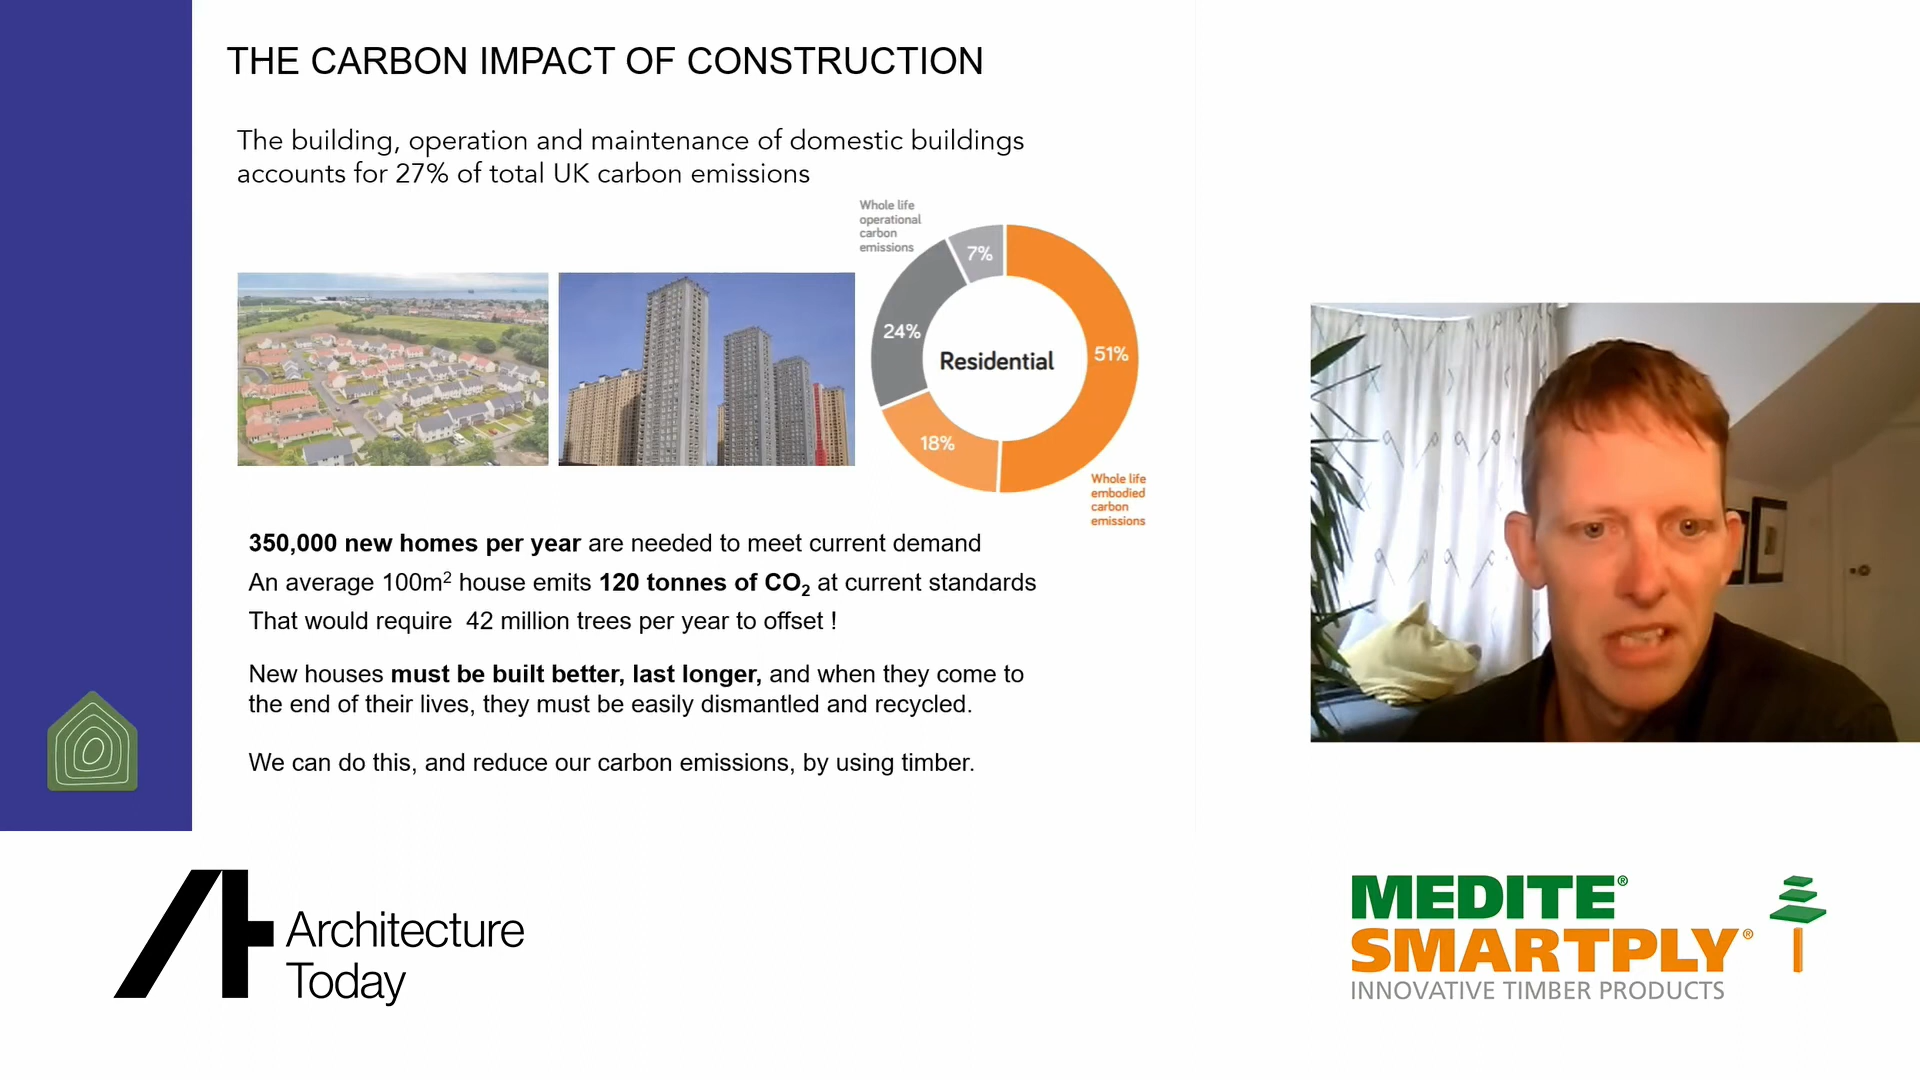 THE CARBON IMPACT OF CONSTRUCTION
The building, operation and maintenance of domestic buildings
accounts for 27% of total UK carbon emissions
Whole life
operational
carbon
emissions
7%
24%
Residential
51%
18%
Whole life
embodied
carbon
emissions
350,000 new homes per year are needed to meet current demand
An average 100m² house emits 120 tonnes of CO₂ at current standards
That would require 42 million trees per year to offset !
New houses must be built better, last longer, and when they come to
the end of their lives, they must be easily dismantled and recycled.
We can do this, and reduce our carbon emissions, by using timber.
Architecture
Today
MEDITE®
SMARTPLY®
INNOVATIVE TIMBER PRODUCTS